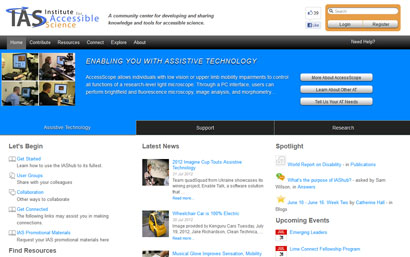 IAS Institute for
Accessible
Science
A community center for developing and sharing
knowledge and tools for accessible science.
29
Like
Search
Login
Register
Home
Contribute
Resources
Connect
Explore
About
Need Help?
ENABLING YOU WITH ASSISTIVE TECHNOLOGY
AccessScope allows individuals with low vision or upper limb mobility impairments to control
all functions of a research-level light microscope. Through a PC interface, users can
perform brightfield and fluorescence microscopy, image analysis, and morphometry...
More About AccessScope
Learn About Other AT
Tell Us Your AT Needs
Assistive Technology
Support
Research
Let's Begin
Get Started
Learn how to use IAShub to its fullest.
User Groups
Share with your colleagues
Collaboration
Other ways to collaborate
Get Connected
The following links may assist you in making
connections.
IAS Promotional Materials
Request your IAS promotional materials here
Find Resources
Latest News
2012 Imagine Cup Touts Assistive
Technology
Team quadSquad from Ukraine showcases its
winning project, Enable Talk, a software solution
that ...
Read more ...
Wheelchair Car is 100% Electric
Image provided by Kenguru Cars Tuesday, July
19, 2012, Julie Richardson, Clean Technica, ...
Read more ...
Musical Glove Improves Sensation, Mobility
Spotlight
World Report on Disability - in Publications
What's the purpose of IAShub? - asked by Sam
Wilson, in Answers
June 10 - June 16: Week Two by Catherine Hall - in
Blogs
Upcoming Events
Emerging Leaders
Lime Connect Fellowship Program